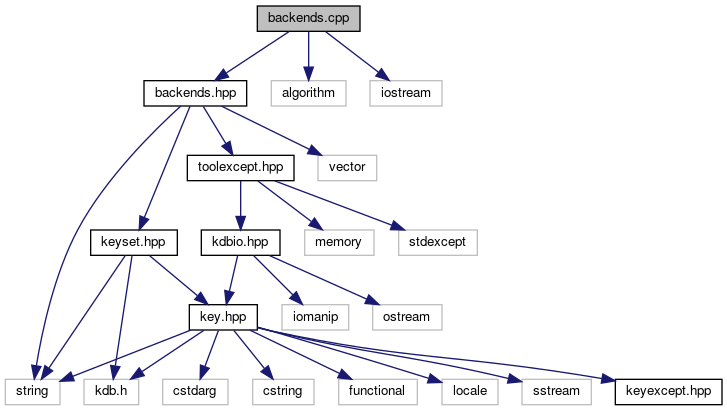 backends.cpp
backends.hpp
algorithm
iostream
toolexcept.hpp
vector
keyset.hpp
kdbio.hpp
memory
stdexcept
key.hpp
iomanip
ostream
string
kdb.h
cstdarg
cstring
functional
locale
sstream
keyexcept.hpp